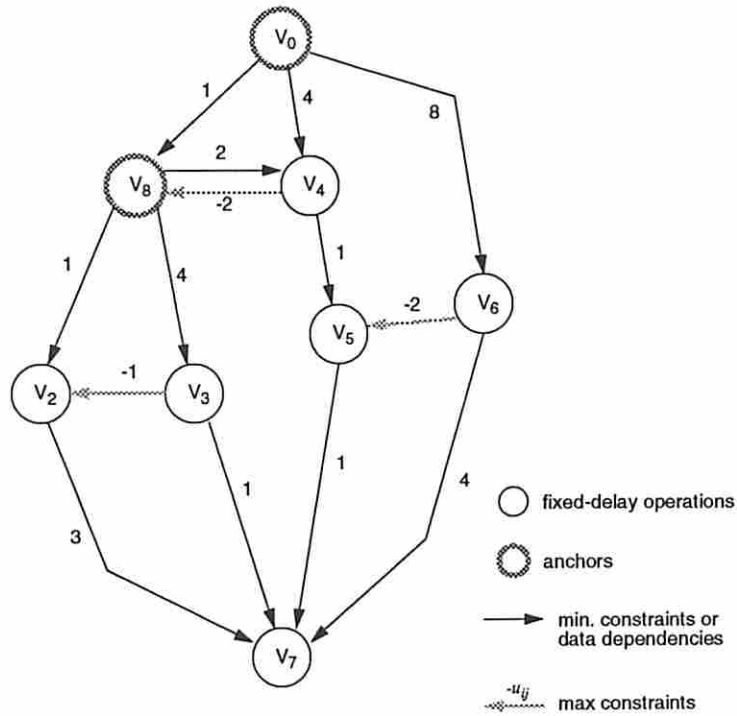 V0
1
4
8
V8
2
V4
-2
1
4
1
-2
V6
V5
-1
V2
V3
3
1
1
4
V7
fixed-delay operations
anchors
min. constraints or
data dependencies
-uij
max constraints